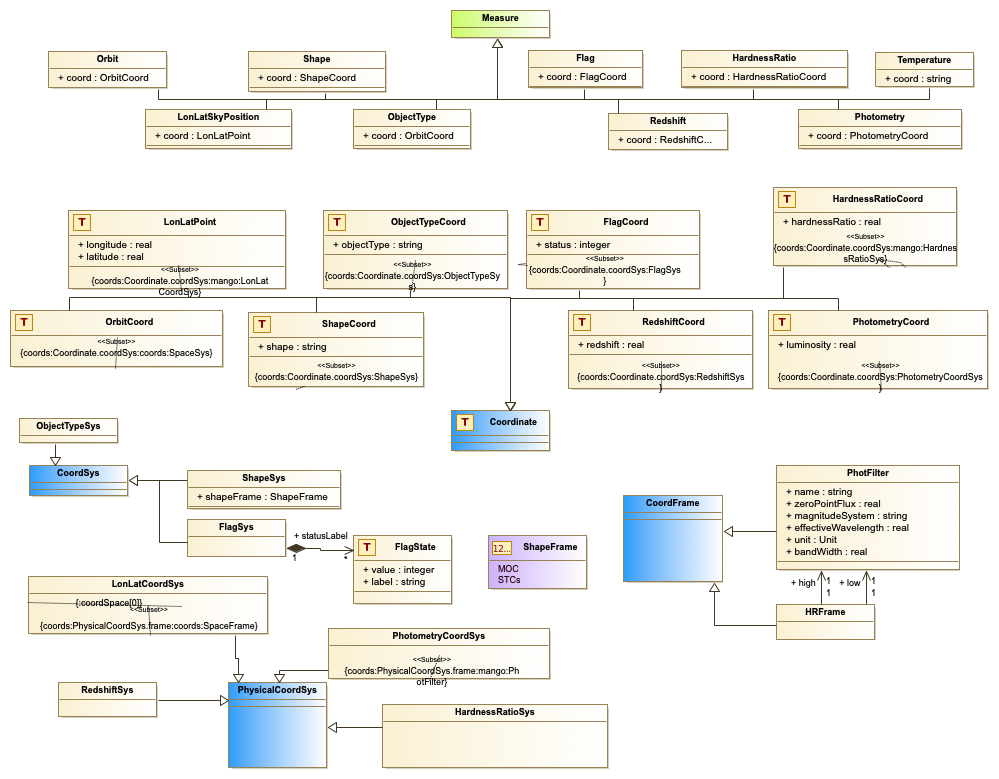 Measure
Orbit
+ coord : OrbitCoord
Shape
+ coord : ShapeCoord
Flag
+ coord : FlagCoord
HardnessRatio
+ coord : HardnessRatioCoord
Temperature
+ coord : string
LonLatSkyPosition
+ coord : LonLatPoint
ObjectType
+ coord : OrbitCoord
Redshift
+ coord : RedshiftC...
Photometry
+ coord : PhotometryCoord
T
LonLatPoint
+ longitude : real
+ latitude : real
<<Subset>>
{coords:Coordinate.coordSys:mango:LonLat
CoordSys}
T
ObjectTypeCoord
+ objectType : string
<<Subset>>
{coords:Coordinate.coordSys:ObjectTypeSy
s}
T
FlagCoord
+ status : integer
<<Subset>>
{coords:Coordinate.coordSys:FlagSys
}
T
HardnessRatioCoord
+ hardnessRatio : real
<<Subset>>
{coords:Coordinate.coordSys:mango:Hardnes
sRatioSys}
T
OrbitCoord
<<Subset>>
{coords:Coordinate.coordSys:coords:SpaceSys}
T
ShapeCoord
+ shape : string
<<Subset>>
{coords:Coordinate.coordSys:ShapeSys}
T
RedshiftCoord
+ redshift : real
<<Subset>>
{coords:Coordinate.coordSys:RedshiftSys
}
T
PhotometryCoord
+ luminosity : real
<<Subset>>
{coords:Coordinate.coordSys:PhotometryCoordSys
}
T
Coordinate
ObjectTypeSys
CoordSys
ShapeSys
+ shapeFrame : ShapeFrame
FlagSys
+ statusLabel
1
*
T
FlagState
+ value : integer
+ label : string
12...
ShapeFrame
MOC
STCs
CoordFrame
PhotFilter
+ name : string
+ zeroPointFlux : real
+ magnitudeSystem : string
+ effectiveWavelength : real
+ unit : Unit
+ bandWidth : real
+ high
1
1
+ low
1
1
HRFrame
LonLatCoordSys
{:coordSpace[0]}
<<Subset>>
{coords:PhysicalCoordSys.frame:coords:SpaceFrame}
PhotometryCoordSys
<<Subset>>
{coords:PhysicalCoordSys.frame:mango:Ph
otFilter}
RedshiftSys
PhysicalCoordSys
HardnessRatioSys